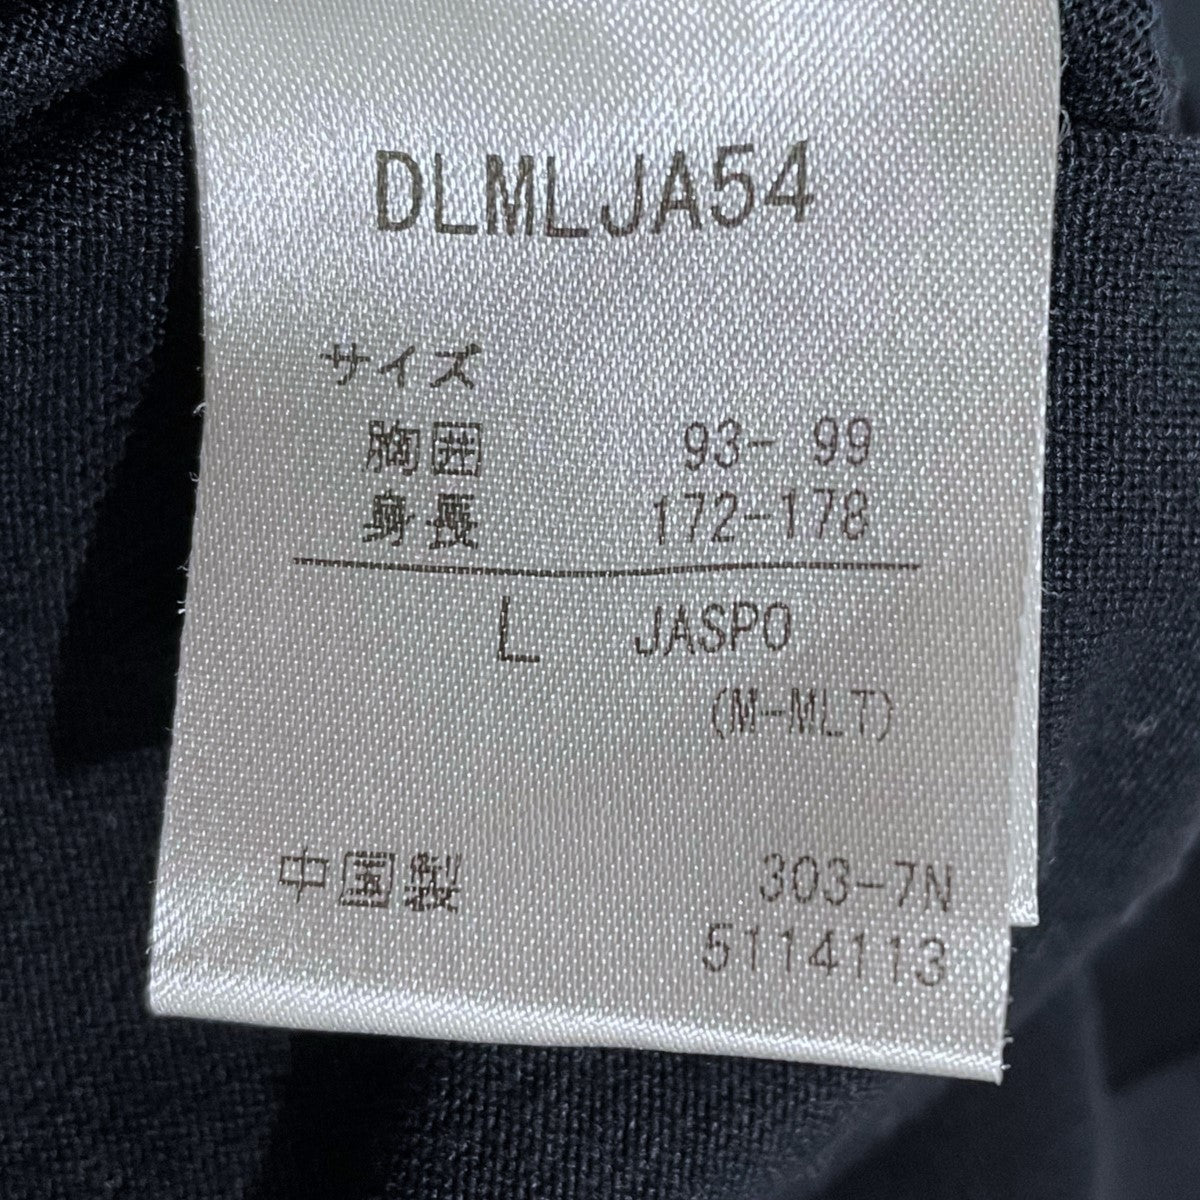 DLMLJA54
サイズ
胸囲 93- 99
身長 172-178
L JASPO
(M-MLT)
中国製 303-7N
5114113